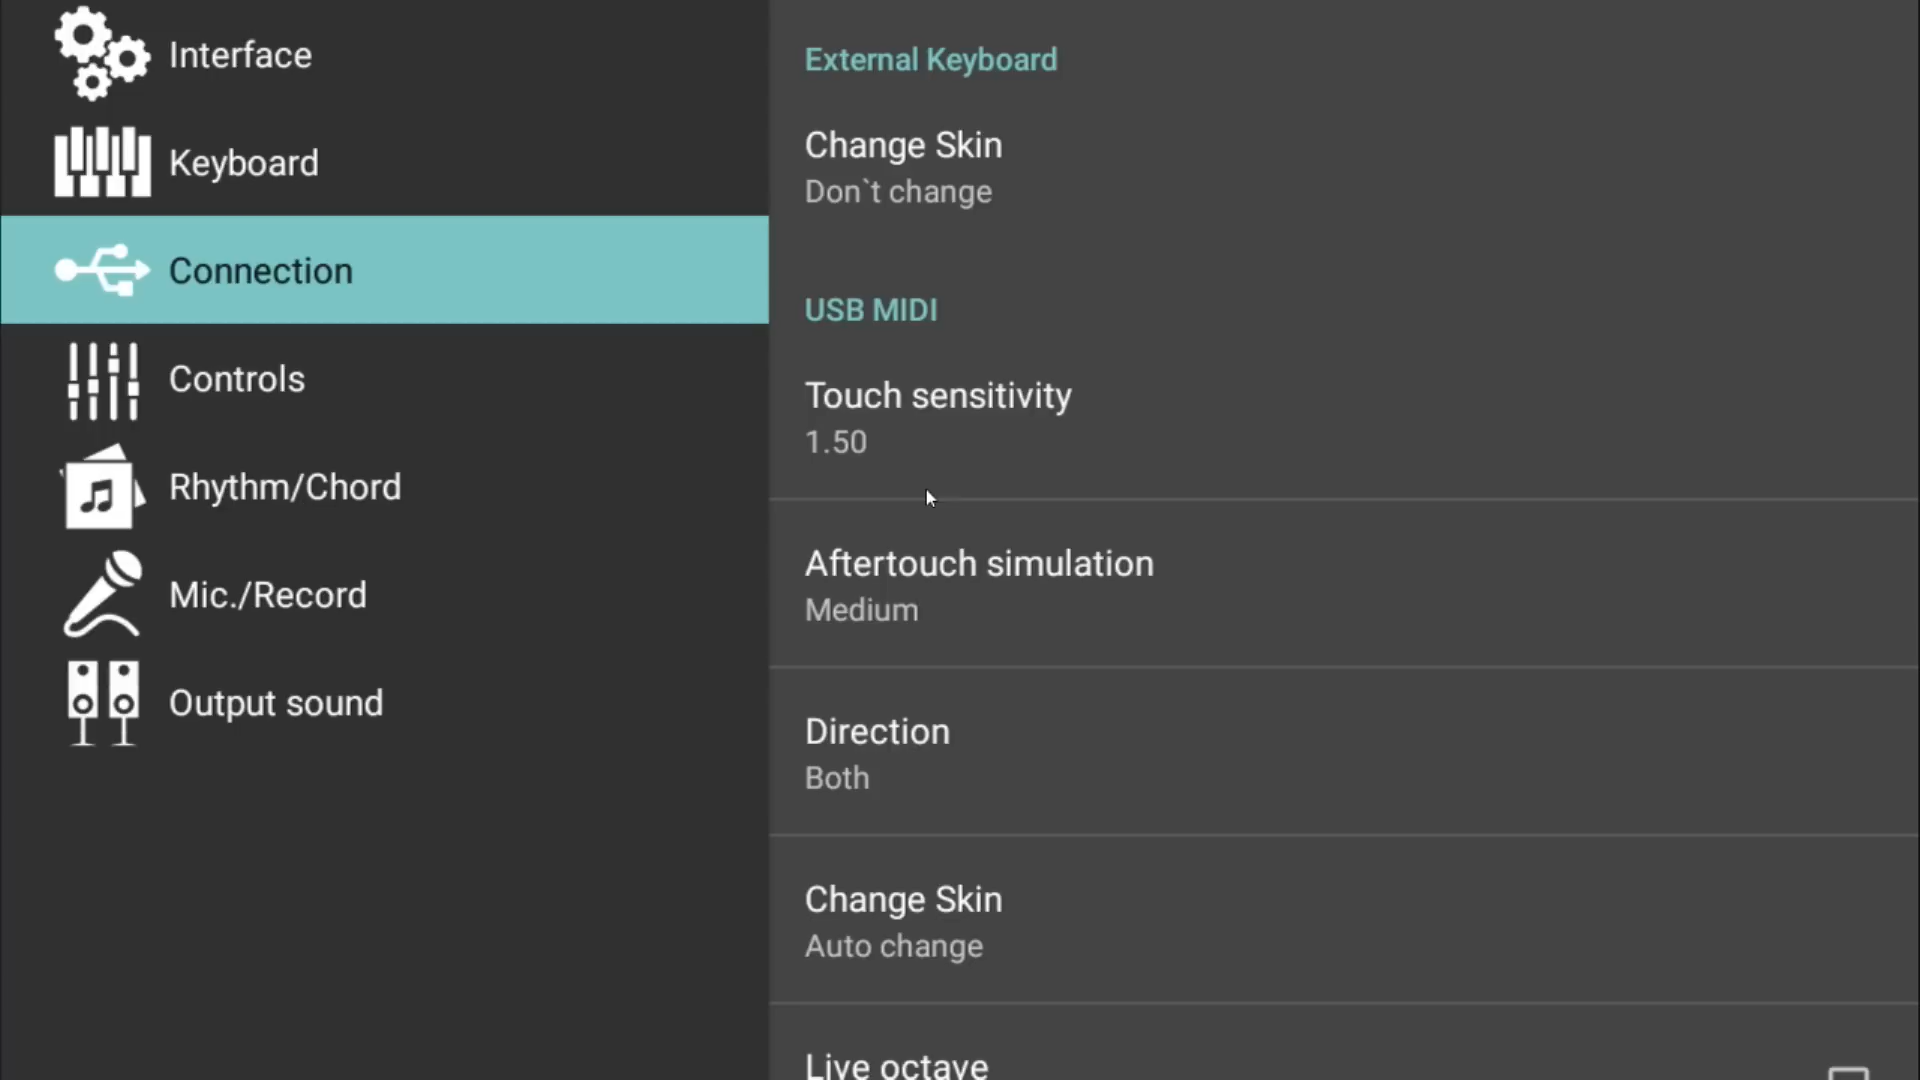 Interface
Keyboard
Connection
Controls
Rhythm/Chord
Mic./Record
Output sound
External Keyboard
Change Skin
Don`t change
USB MIDI
Touch sensitivity
1.50
Aftertouch simulation
Medium
Direction
Both
Change Skin
Auto change
Live octave